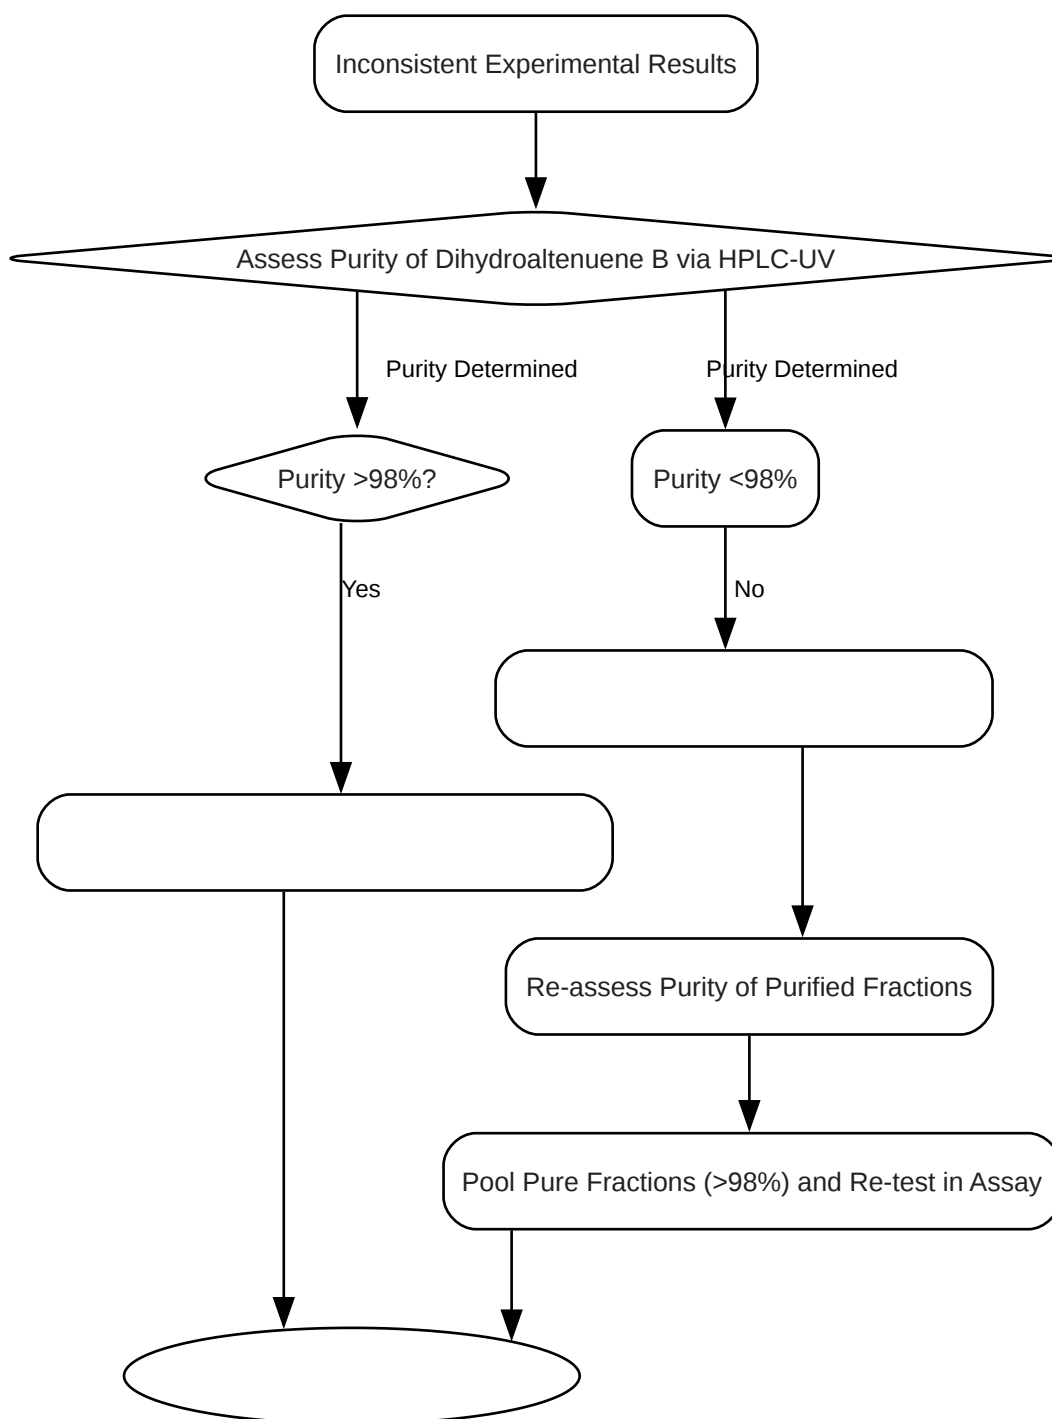 Inconsistent Experimental Results
Assess Purity of Dihydroaltenuene B via HPLC-UV
Purity Determined
Purity Determined
Purity >98%?
Purity <98%
Yes
No
Re-assess Purity of Purified Fractions
Pool Pure Fractions (>98%) and Re-test in Assay